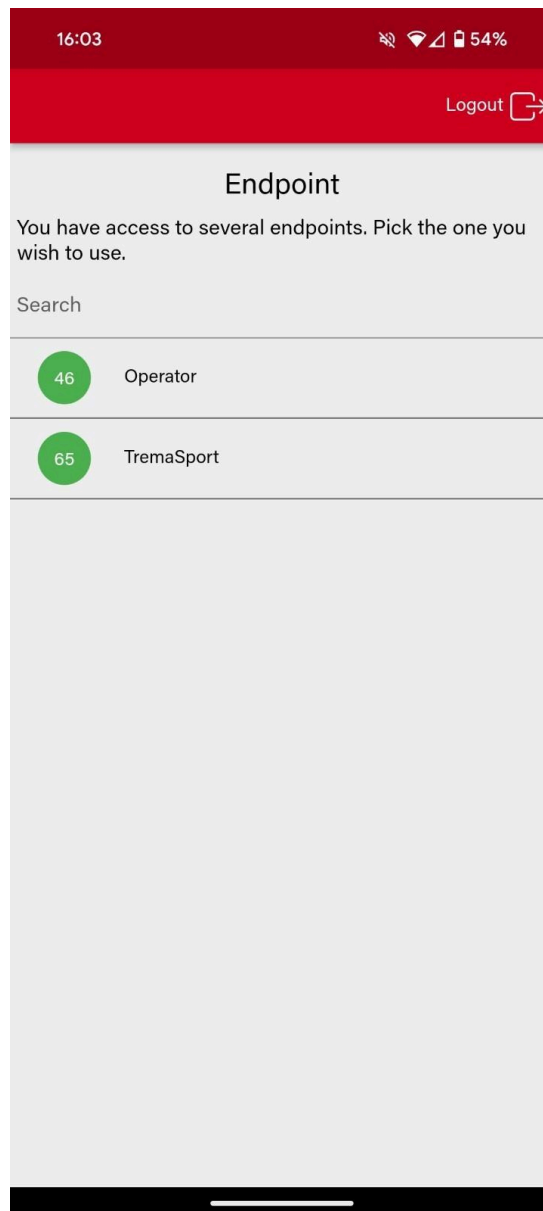 16:03 54%
Logout
Endpoint
You have access to several endpoints. Pick the one you
wish to use.
Search
46 Operator
65 TremaSport